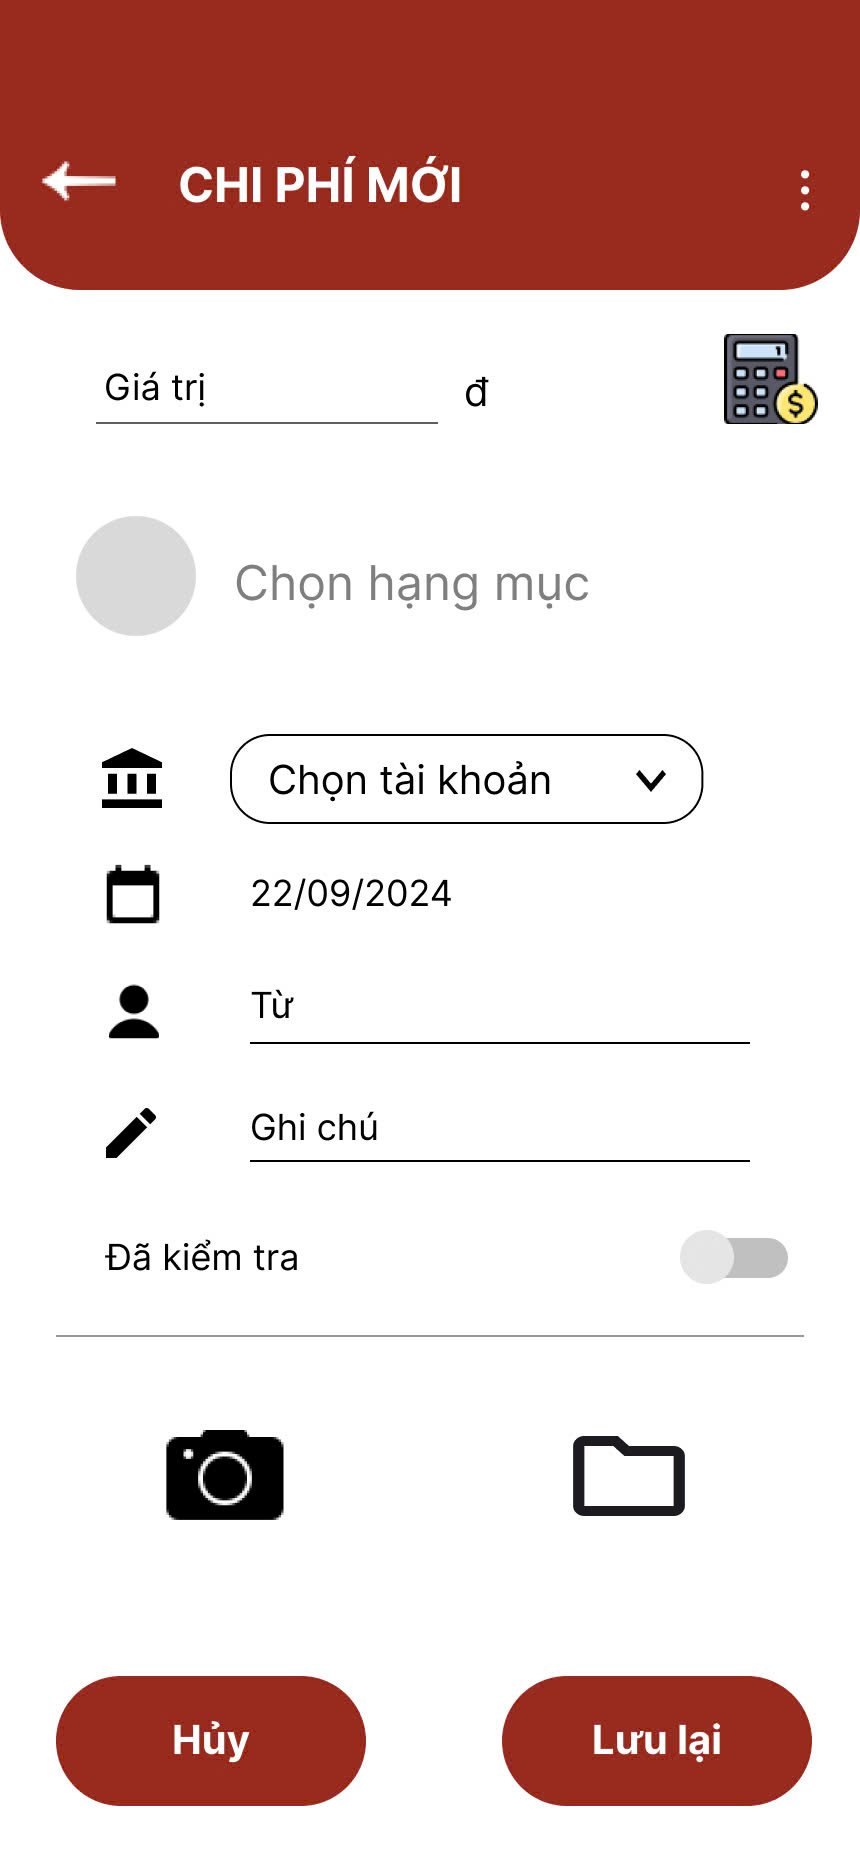 CHI PHÍ MỚI
Giá trị
đ
Chọn hạng mục
Chọn tài khoản
22/09/2024
Từ
Ghi chú
Đã kiểm tra
Hủy
Lưu lại